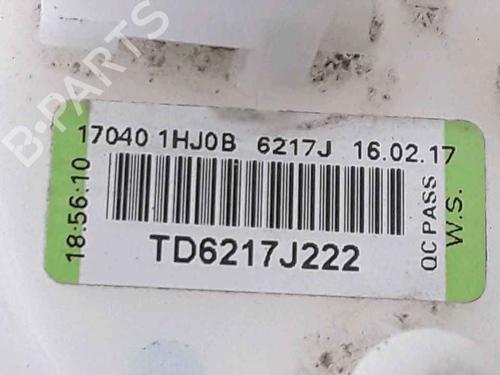 B-PARTS
17040 1HJ0B 6217J 16.02.17
18:56:10
TD6217J222
QC PASS
W.S.